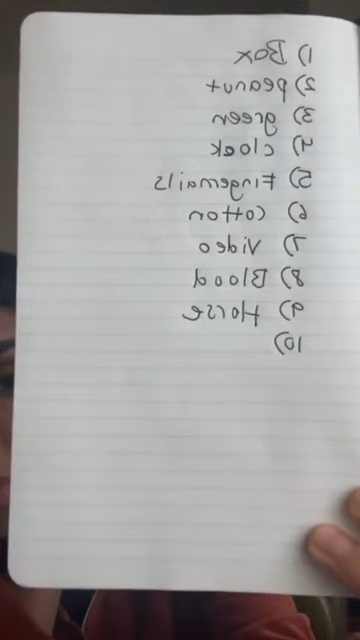 1) Box
2) peanut
3) green
4) clock
5) Fingernails
6) Cotton
7) Video
8) Blood
9) Horse
10)